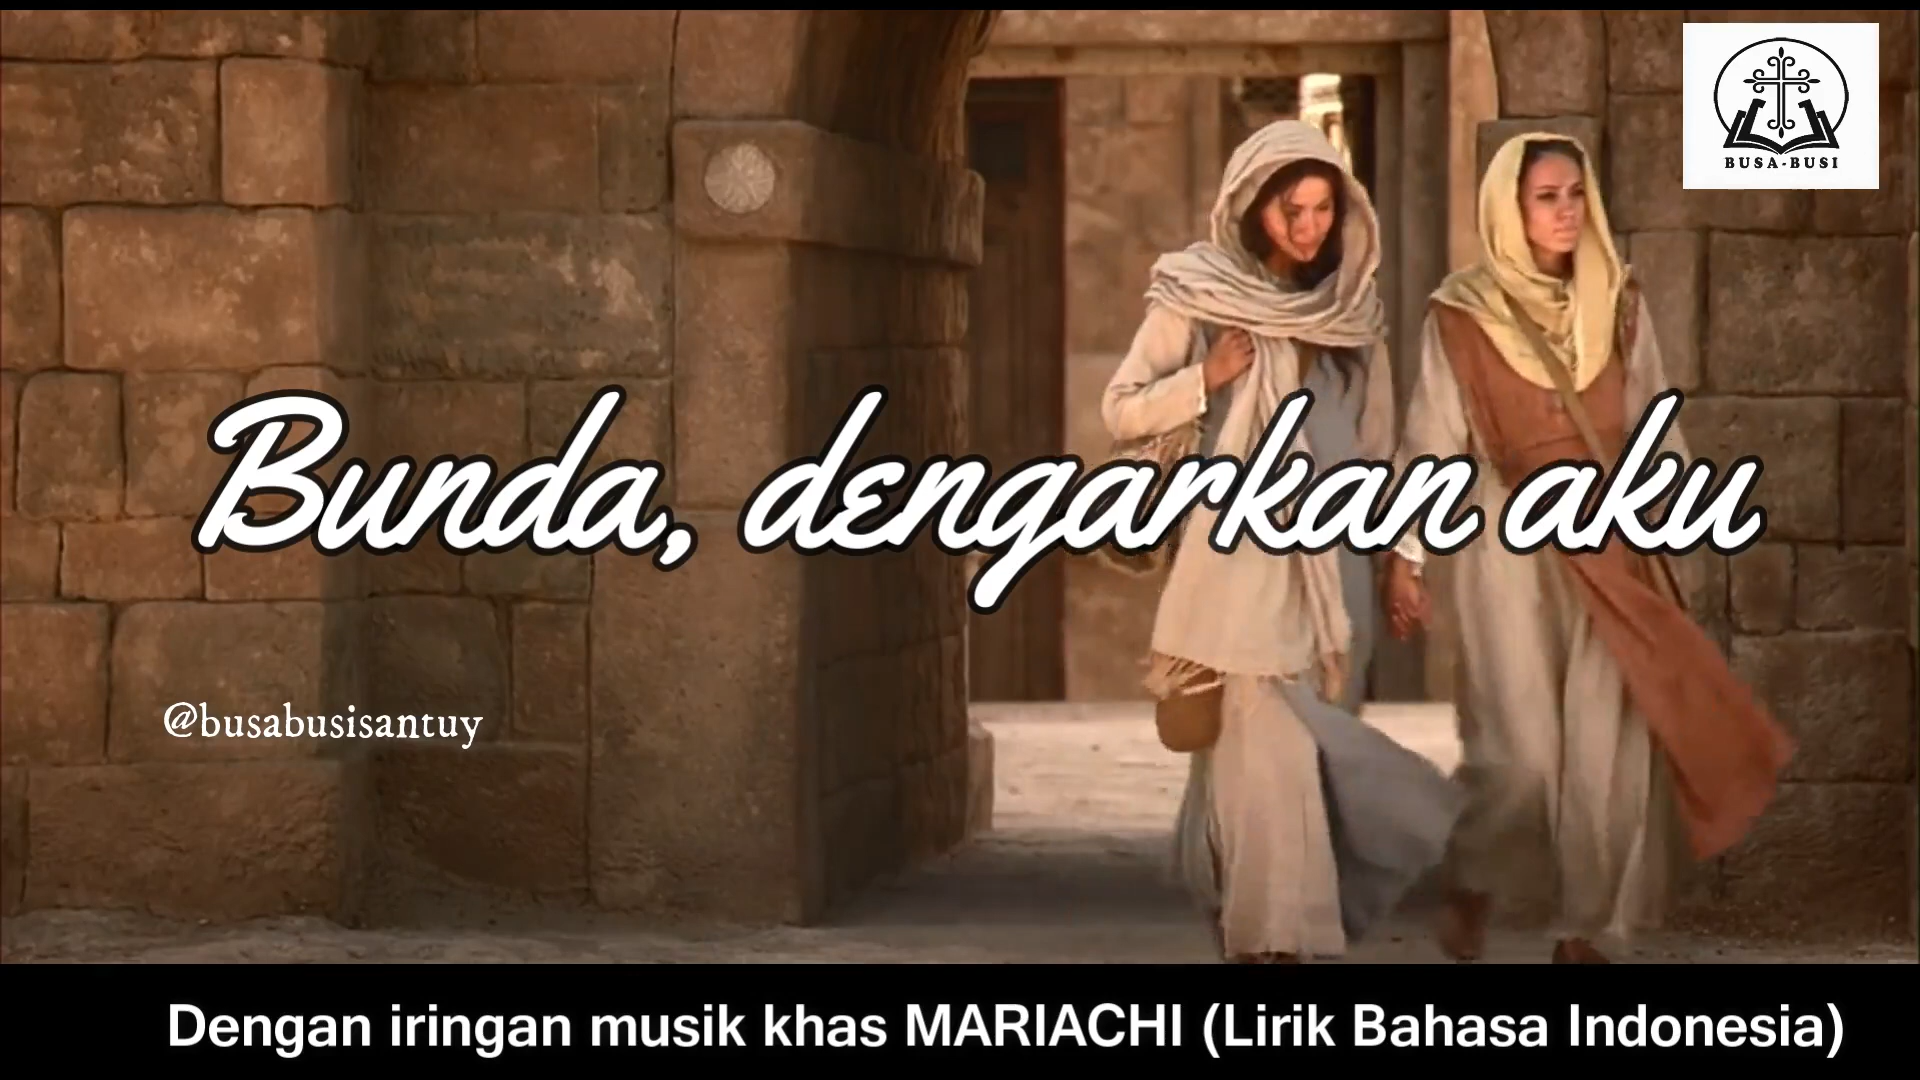 BUSA-BUSI
Bunda, dengarkan aku
@busabusisantuy
Dengan iringan musik khas MARIACHI (Lirik Bahasa Indonesia)